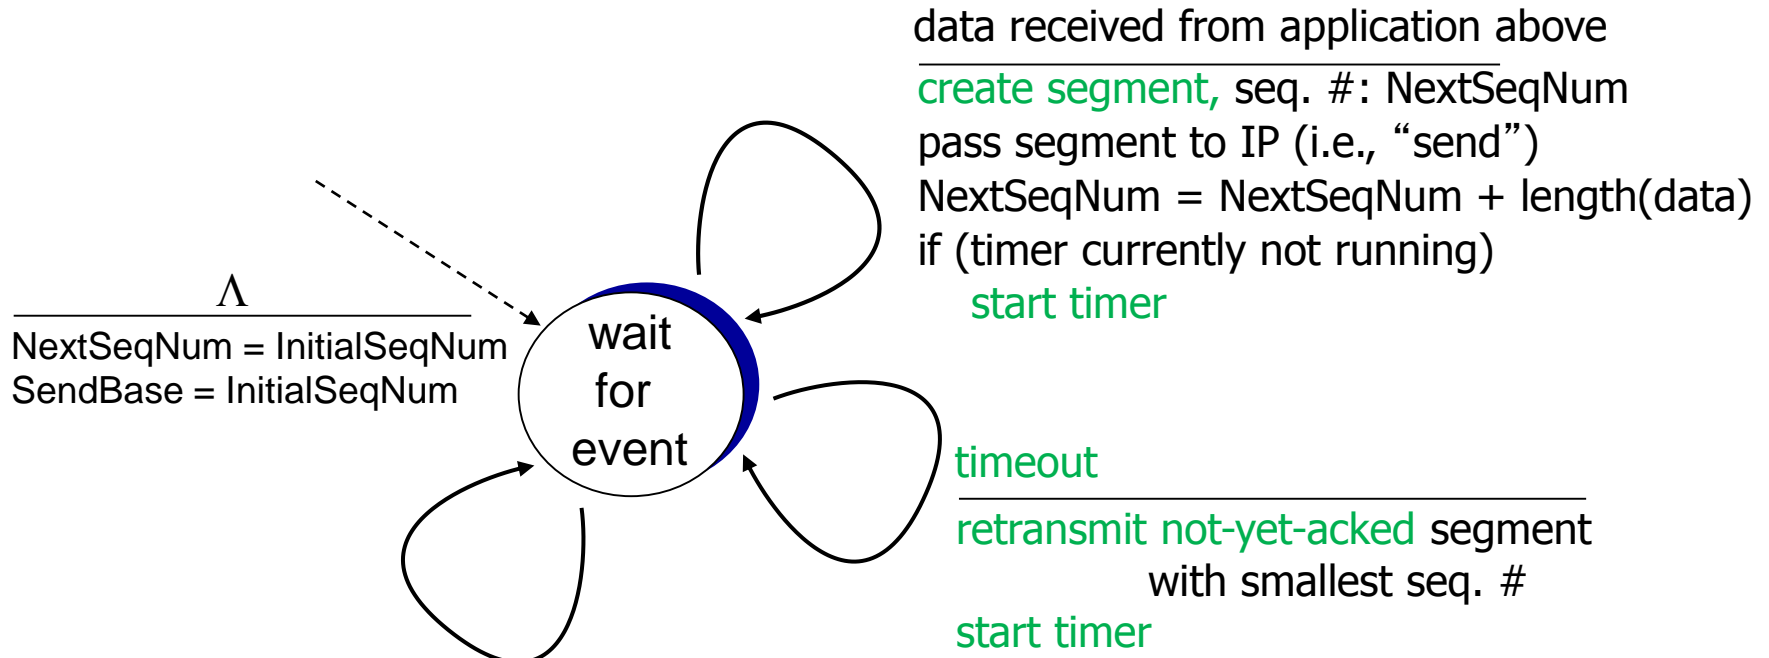 data received from application above
create segment, seq. #: NextSeqNum
pass segment to IP (i.e., “send”)
NextSeqNum = NextSeqNum + length(data)
if (timer currently not running)
start timer
Λ
NextSeqNum = InitialSeqNum
SendBase = InitialSeqNum
wait
for
event
timeout
retransmit not-yet-acked segment
with smallest seq. #
start timer